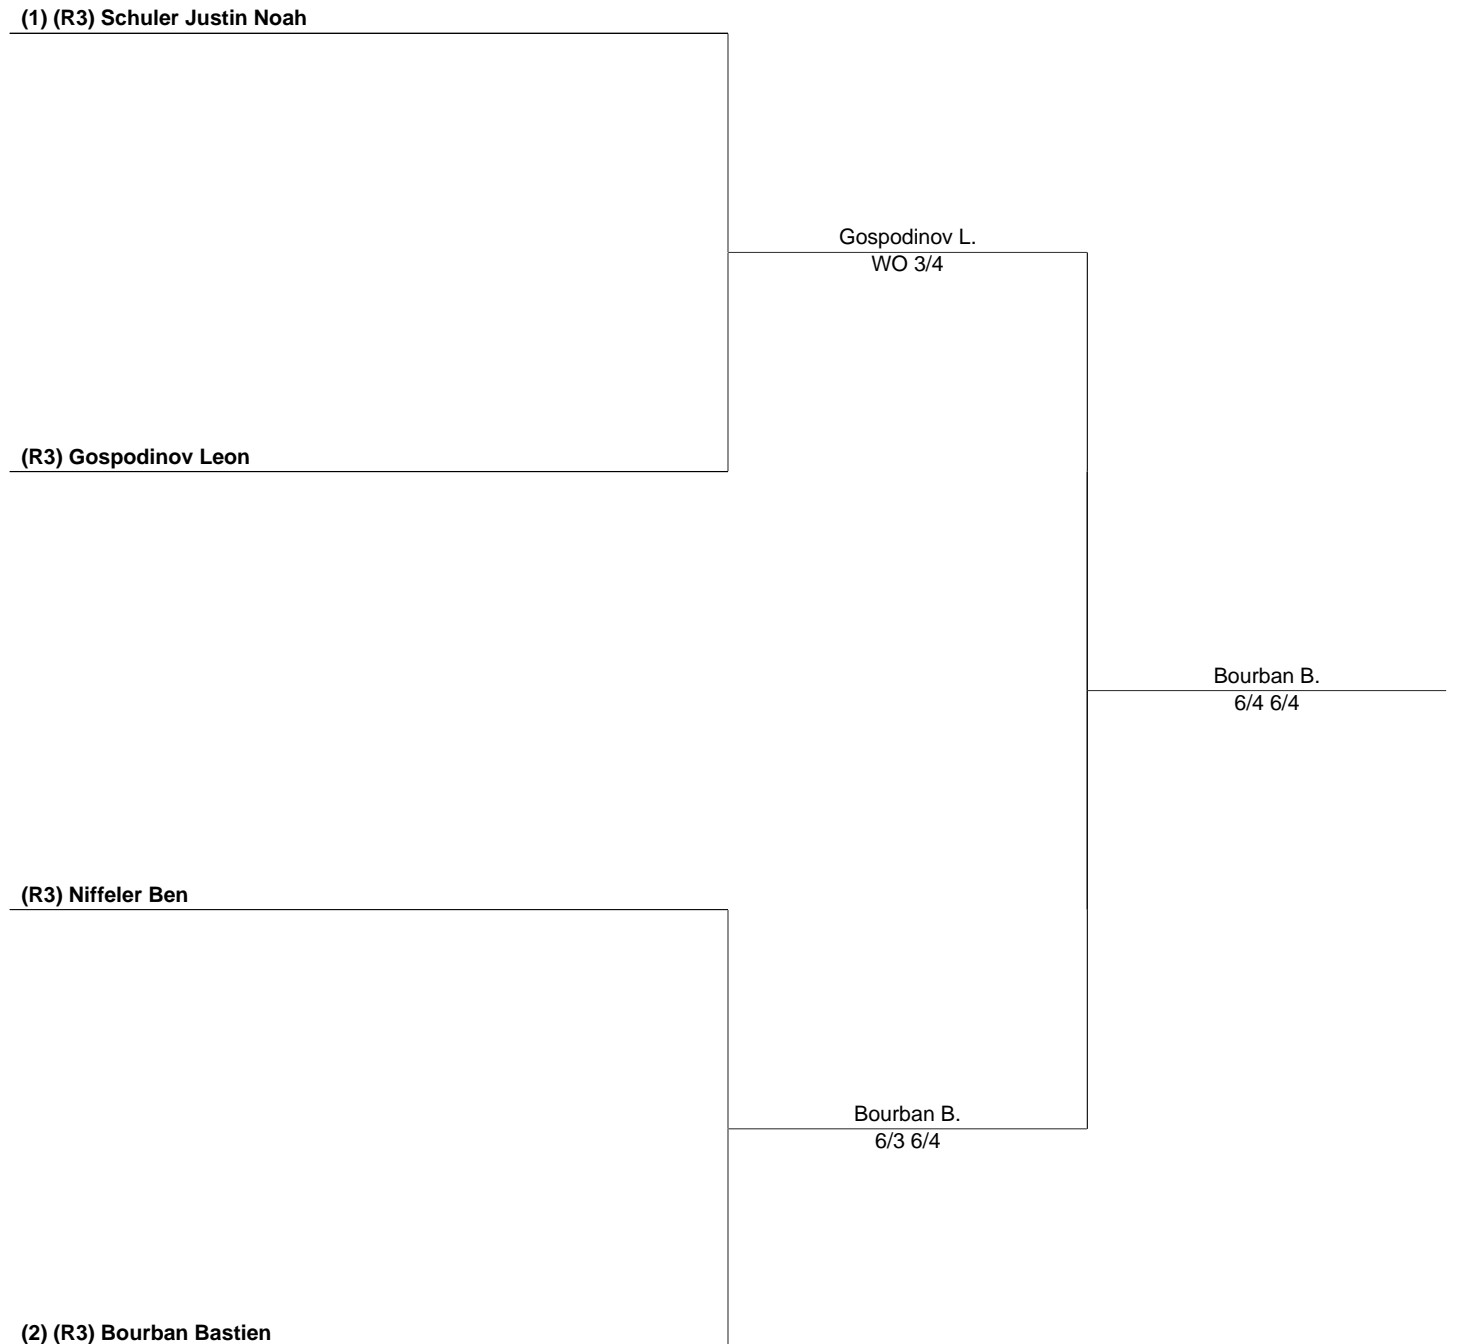 (1) (R3) Schuler Justin Noah
Gospodinov L.
WO 3/4
(R3) Gospodinov Leon
Bourban B.
6/4 6/4
(R3) Niffeler Ben
Bourban B.
6/3 6/4
(2) (R3) Bourban Bastien